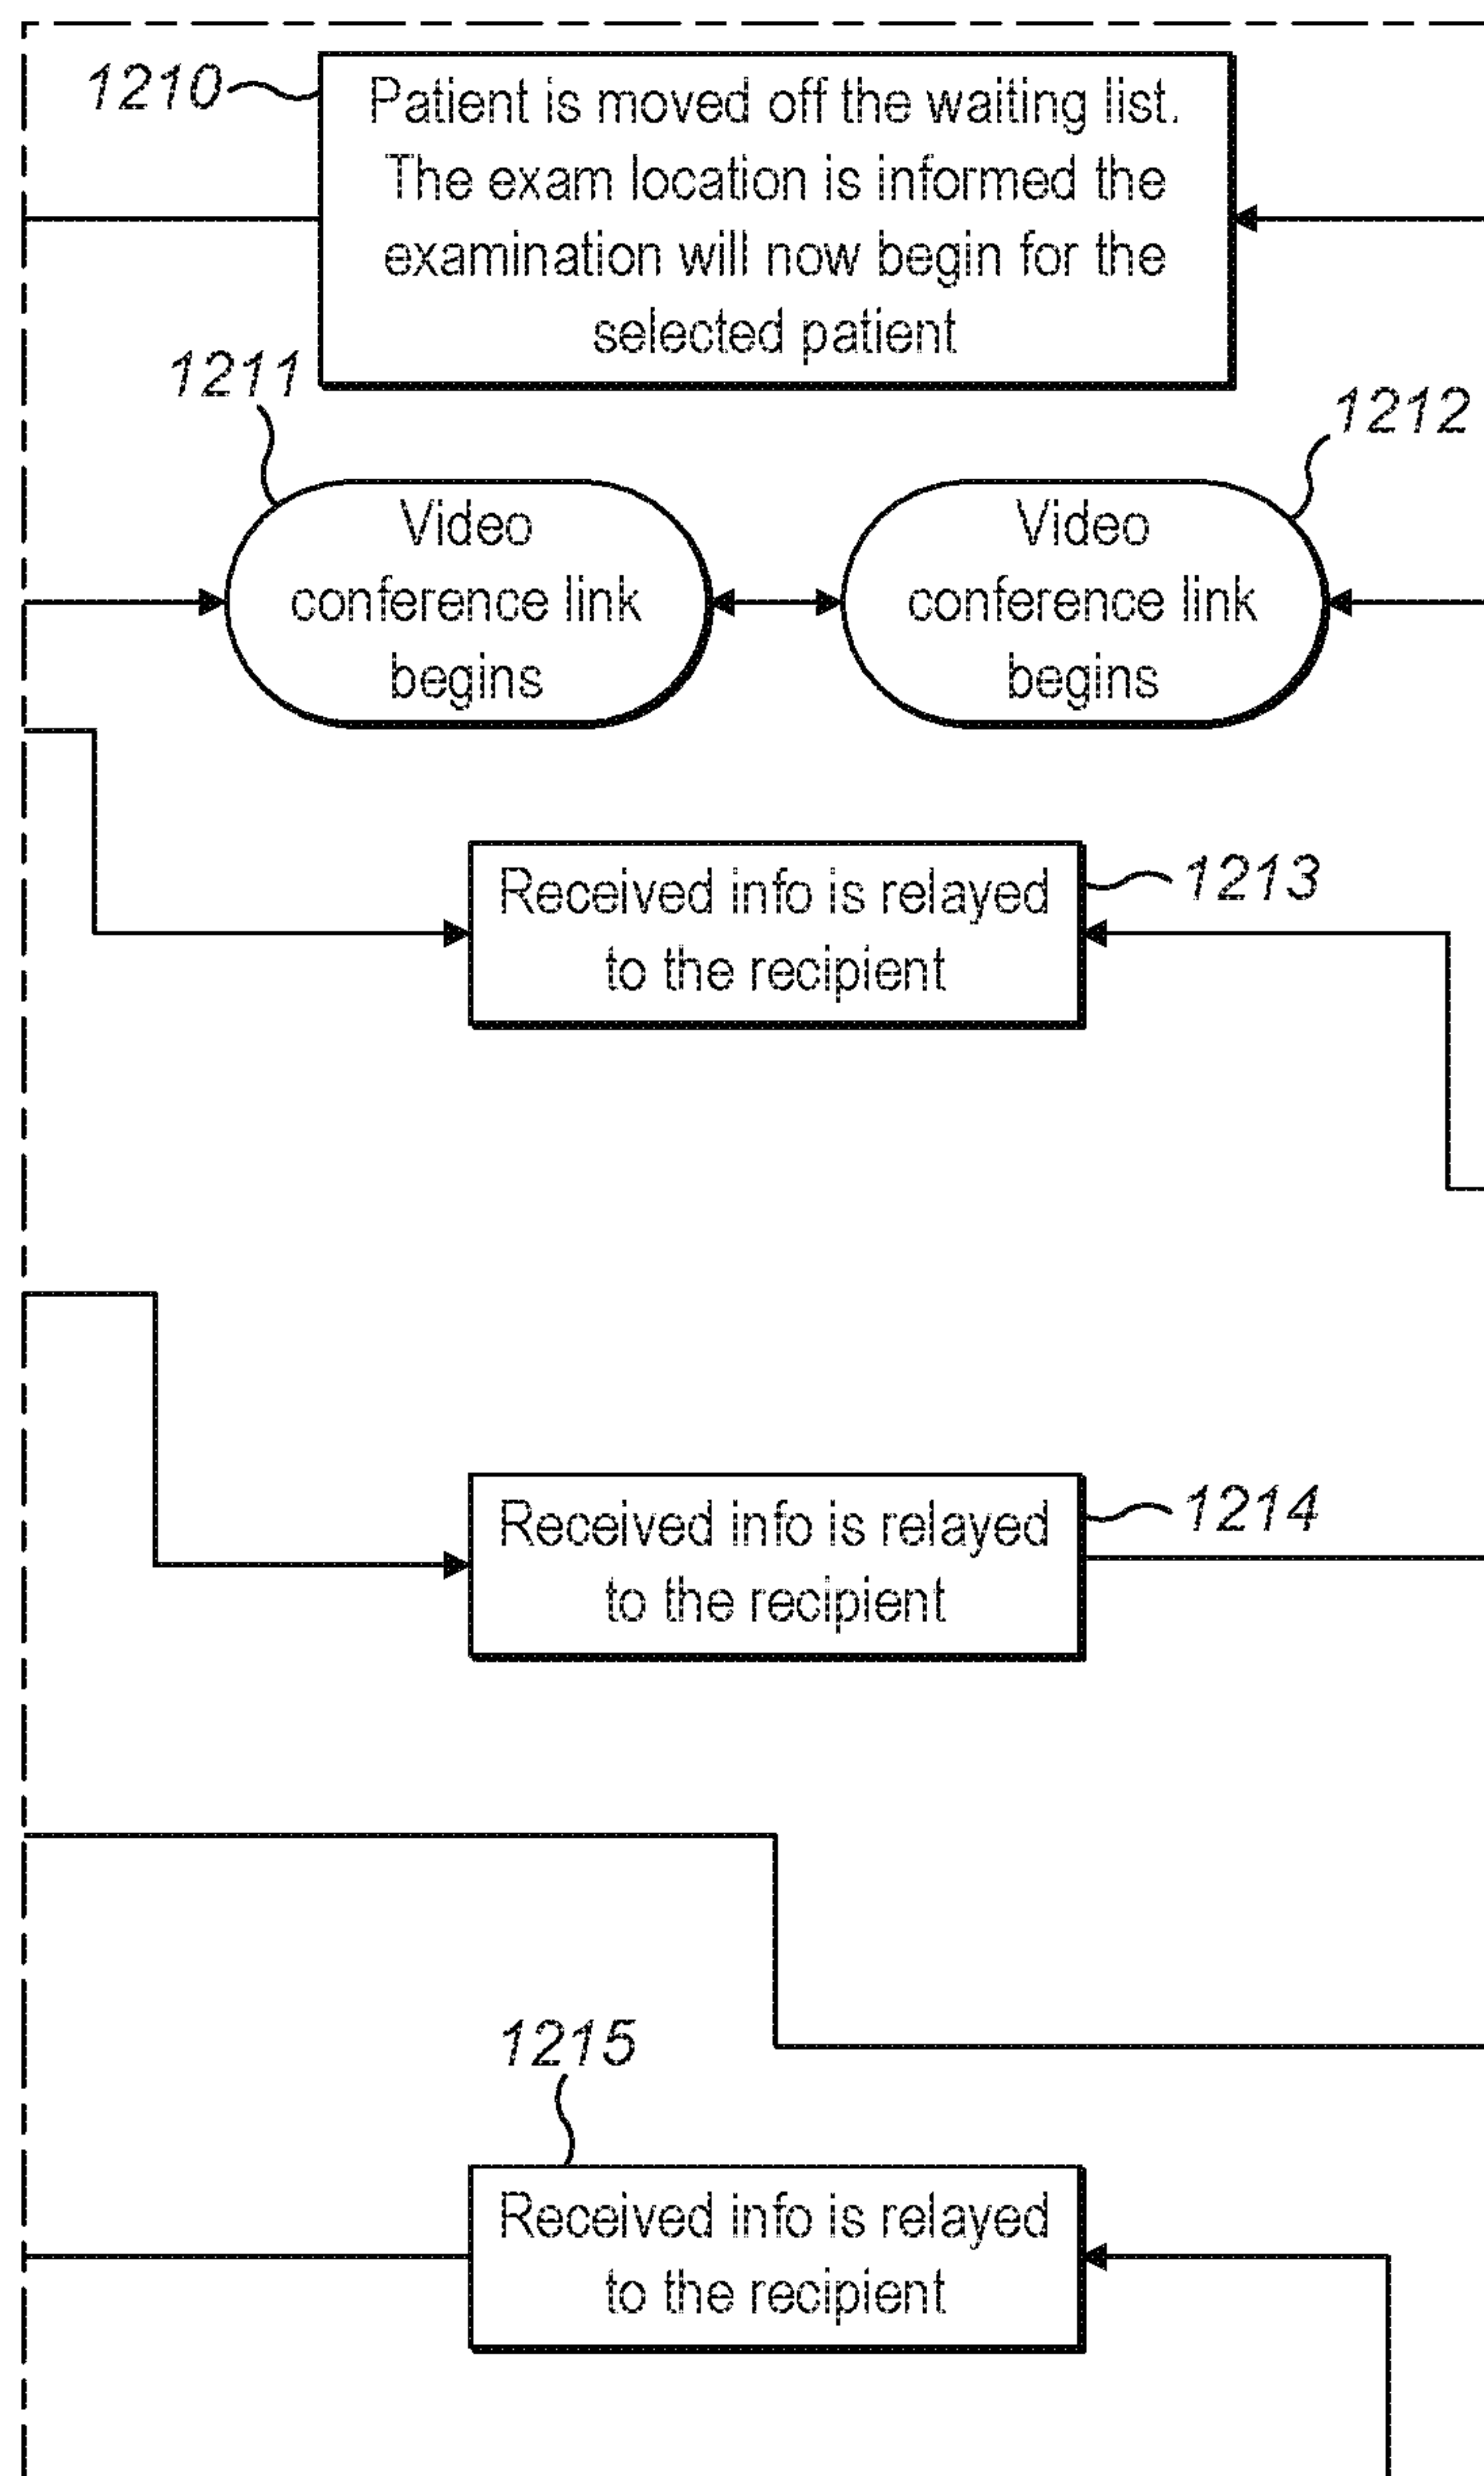 1210
Patient is moved off the waiting list.
The exam location is informed the
examination will now begin for the
selected patient
1211
1212
Video
conference link
begins
Video
conference link
begins
1213
Received info is relayed
to the recipient
1214
Received info is relayed
to the recipient
1215
Received info is relayed
to the recipient